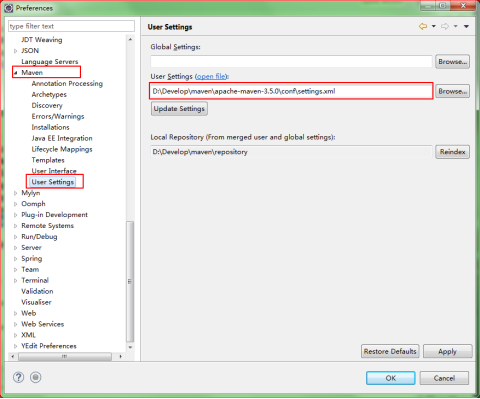 Preferences
type filter text
JDT Weaving
JSON
Language Servers
Maven
Annotation Processing
Archetypes
Discovery
Errors/Warnings
Installations
Java EE Integration
Lifecycle Mappings
Templates
User Interface
User Settings
Mylyn
Oomph
Plug-in Development
Remote Systems
Run/Debug
Server
Spring
Team
Terminal
Validation
Visualiser
Web
Web Services
XML
YEdit Preferences
User Settings
Global Settings:
Browse...
User Settings (open file):
D:\Develop\maven\apache-maven-3.5.0\conf\settings.xml
Browse...
Update Settings
Local Repository (From merged user and global settings):
D:\Develop\maven\repository
Reindex
Restore Defaults
Apply
OK
Cancel